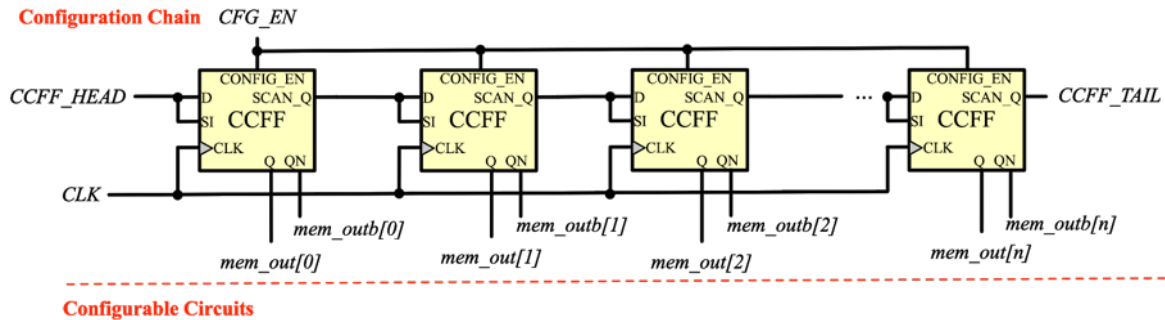 Configuration Chain CFG_EN
CONFIG_EN CONFIG_EN CONFIG_EN CONFIG_EN
CCFF_HEAD D SCAN_Q D SCAN_Q D SCAN_Q ... D SCAN_Q CCFF_TAIL
SI CCFF SI CCFF SI CCFF SI CCFF
CLK CLK CLK CLK
Q QN Q QN Q QN Q QN
CLK
mem_outb[0] mem_outb[1] mem_outb[2] mem_outb[n]
mem_out[0] mem_out[1] mem_out[2] mem_out[n]
Configurable Circuits